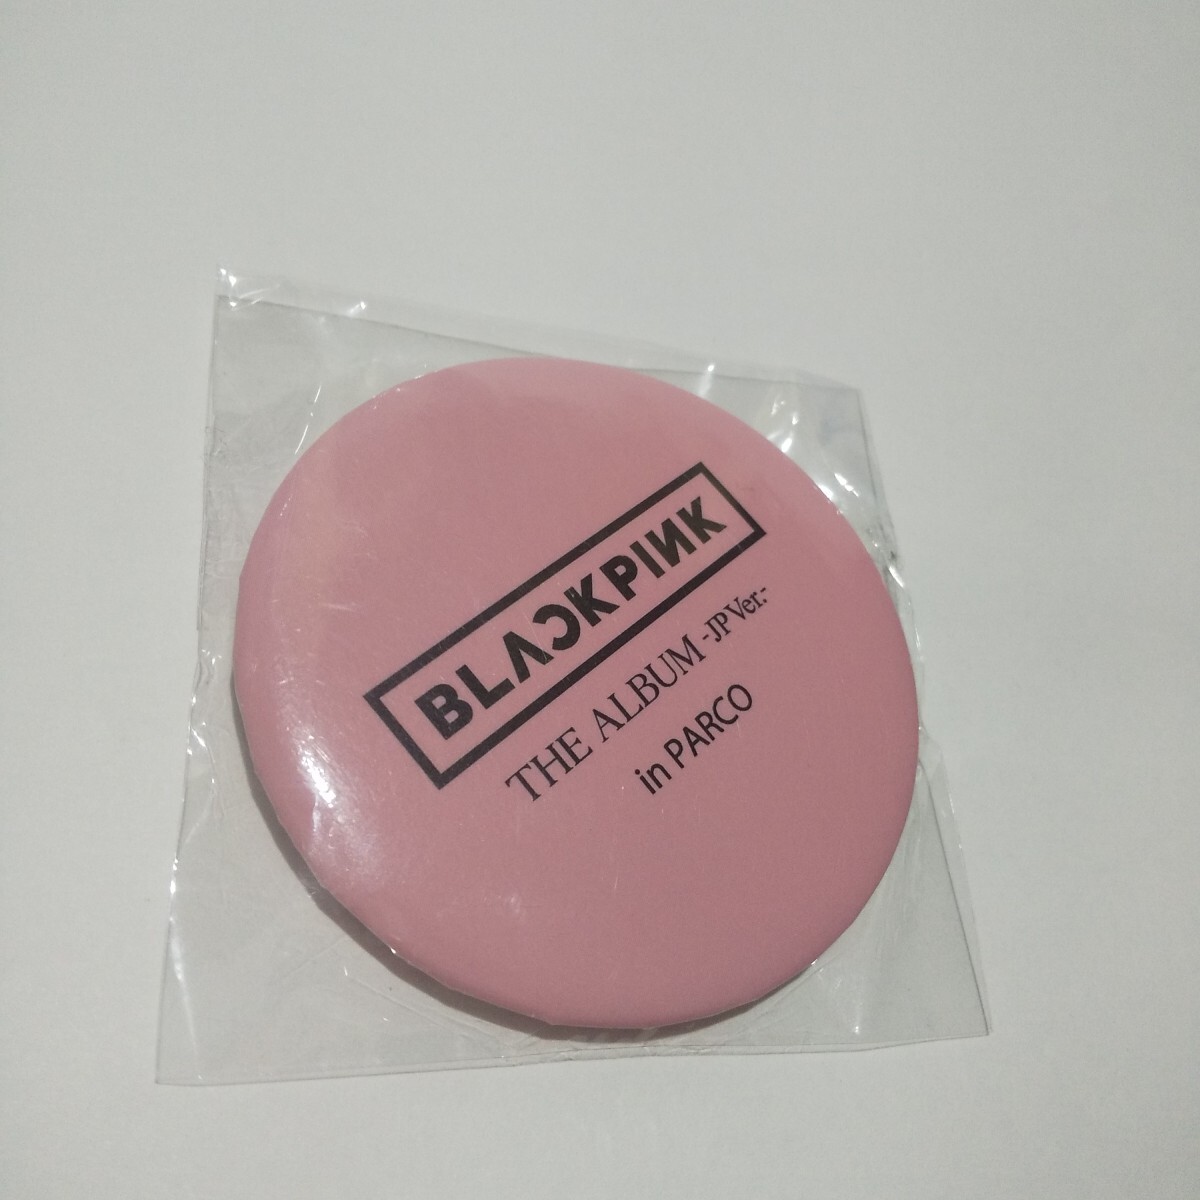 BLACKPINK
THE ALBUM -JP Ver.-
in PARCO